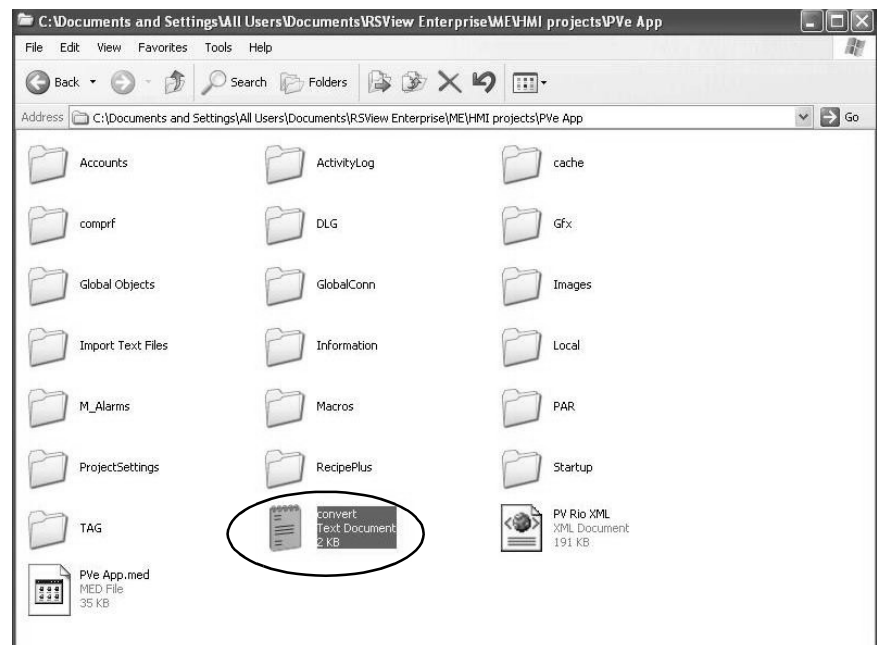 C:\Documents and Settings\All Users\Documents\RSView Enterprise\ME\HMI projects\PVe App
File Edit View Favorites Tools Help
Back Search Folders
Address C:\Documents and Settings\All Users\Documents\RSView Enterprise\ME\HMI projects\PVe App Go
Accounts ActivityLog cache
comprf DLG Gfx
Global Objects GlobalConn Images
Import Text Files Information Local
M_Alarms Macros PAR
ProjectSettings RecipePlus Startup
TAG
convert
Text Document
2 KB
PV Rio XML
XML Document
191 KB
PVe App.med
MED File
35 KB